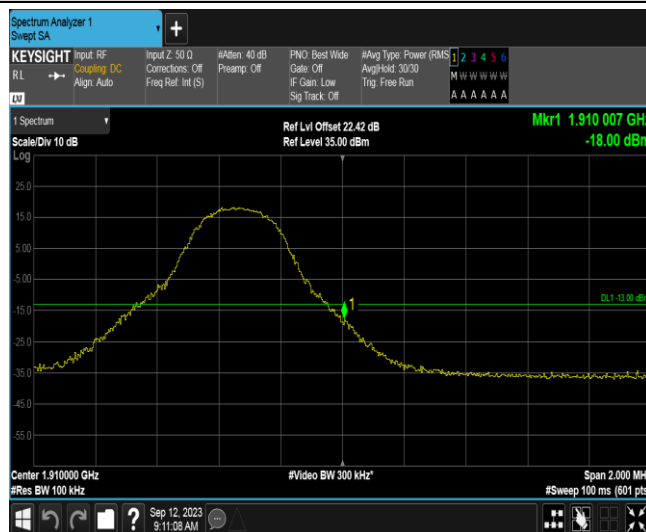 Spectrum Analyzer 1
Swept SA
KEYSIGHT
RL
LXI
Input: RF
Coupling: DC
Align: Auto
Input Z: 50 Ω
Corrections: Off
Freq Ref: Int (S)
#Atten: 40 dB
Preamp: Off
PNO: Best Wide
Gate: Off
IF Gain: Low
Sig Track: Off
#Avg Type: Power (RMS
Avg|Hold: 30/30
Trig: Free Run
1 2 3 4 5 6
M W W W W W
A A A A A A
1 Spectrum
Scale/Div 10 dB
Log
Ref Lvl Offset 22.42 dB
Ref Level 35.00 dBm
Mkr1 1.910 007 GHz
-18.00 dBm
25.0
15.0
5.00
-5.00
DL1 -13.00 dBm
1
-15.0
-25.0
-35.0
-45.0
-55.0
Center 1.910000 GHz
#Video BW 300 kHz*
Span 2.000 MH
#Res BW 100 kHz
#Sweep 100 ms (601 pts
?
Sep 12, 2023
9:11:08 AM